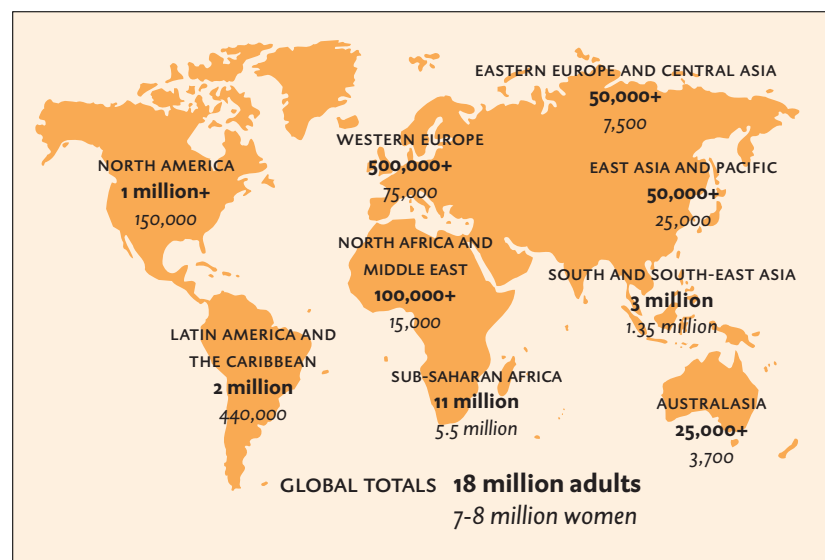 EASTERN EUROPE AND CENTRAL ASIA
50,000+
7,500
WESTERN EUROPE
500,000+
75,000
NORTH AMERICA
1 million+
150,000
EAST ASIA AND PACIFIC
50,000+
25,000
NORTH AFRICA AND
MIDDLE EAST
100,000+
15,000
SOUTH AND SOUTH-EAST ASIA
3 million
1.35 million
LATIN AMERICA AND
THE CARIBBEAN
2 million
440,000
SUB-SAHARAN AFRICA
11 million
5.5 million
AUSTRALASIA
25,000+
3,700
GLOBAL TOTALS 18 million adults
7-8 million women